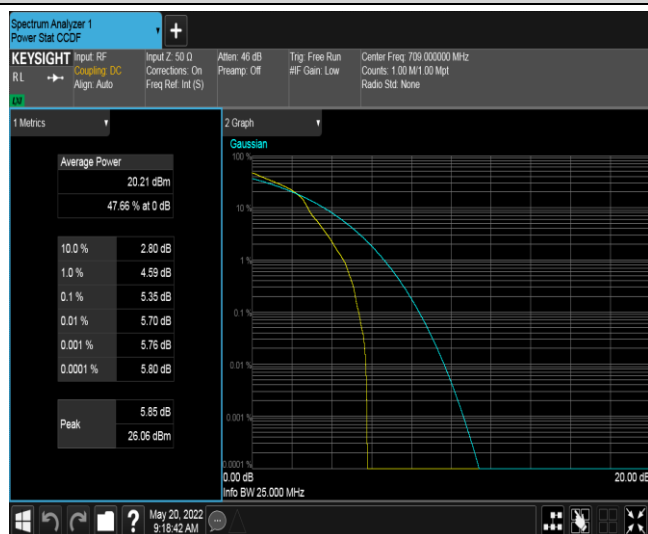 Spectrum Analyzer 1
Power Stat CCDF
KEYSIGHT
RL
LXI
Input: RF
Coupling: DC
Align: Auto
Input Z: 50 Ω
Corrections: On
Freq Ref: Int (S)
Atten: 46 dB
Preamp: Off
Trig: Free Run
#IF Gain: Low
Center Freq: 709.000000 MHz
Counts: 1.00 M/1.00 Mpt
Radio Std: None
1 Metrics
Average Power
20.21 dBm
47.66 % at 0 dB
10.0 % 2.80 dB
1.0 % 4.59 dB
0.1 % 5.35 dB
0.01 % 5.70 dB
0.001 % 5.76 dB
0.0001 % 5.80 dB
Peak
5.85 dB
26.06 dBm
2 Graph
Gaussian
100 %
10 %
1 %
0.1 %
0.01 %
0.001 %
0.0001 %
0.00 dB
20.00 dB
Info BW 25.000 MHz
?
May 20, 2022
9:18:42 AM